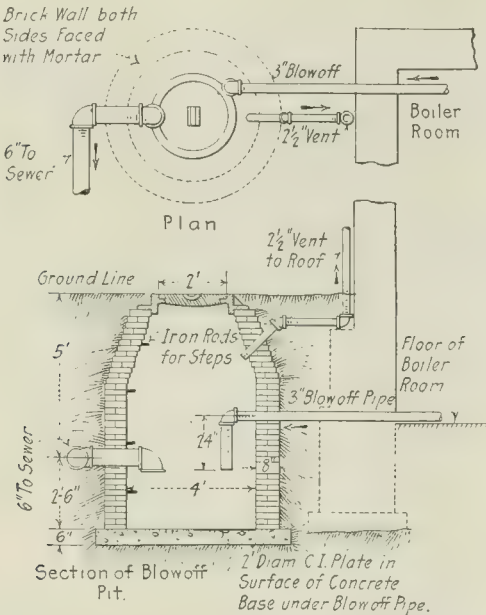 Brick Wall both
Sides Faced
with Mortar
3"Blowoff
Boiler
Room
2½"Vent
6"To
Sewer
Plan
2½"Vent
to Roof
Ground Line
2'
Iron Rods
for Steps
Floor of
Boiler
Room
5'
3"Blowoff Pipe
24"
8"
6"To Sewer
2'-6"
4'
6"
Section of Blowoff
Pit.
2'Diam C.I. Plate in
Surface of Concrete
Base under Blowoff Pipe.